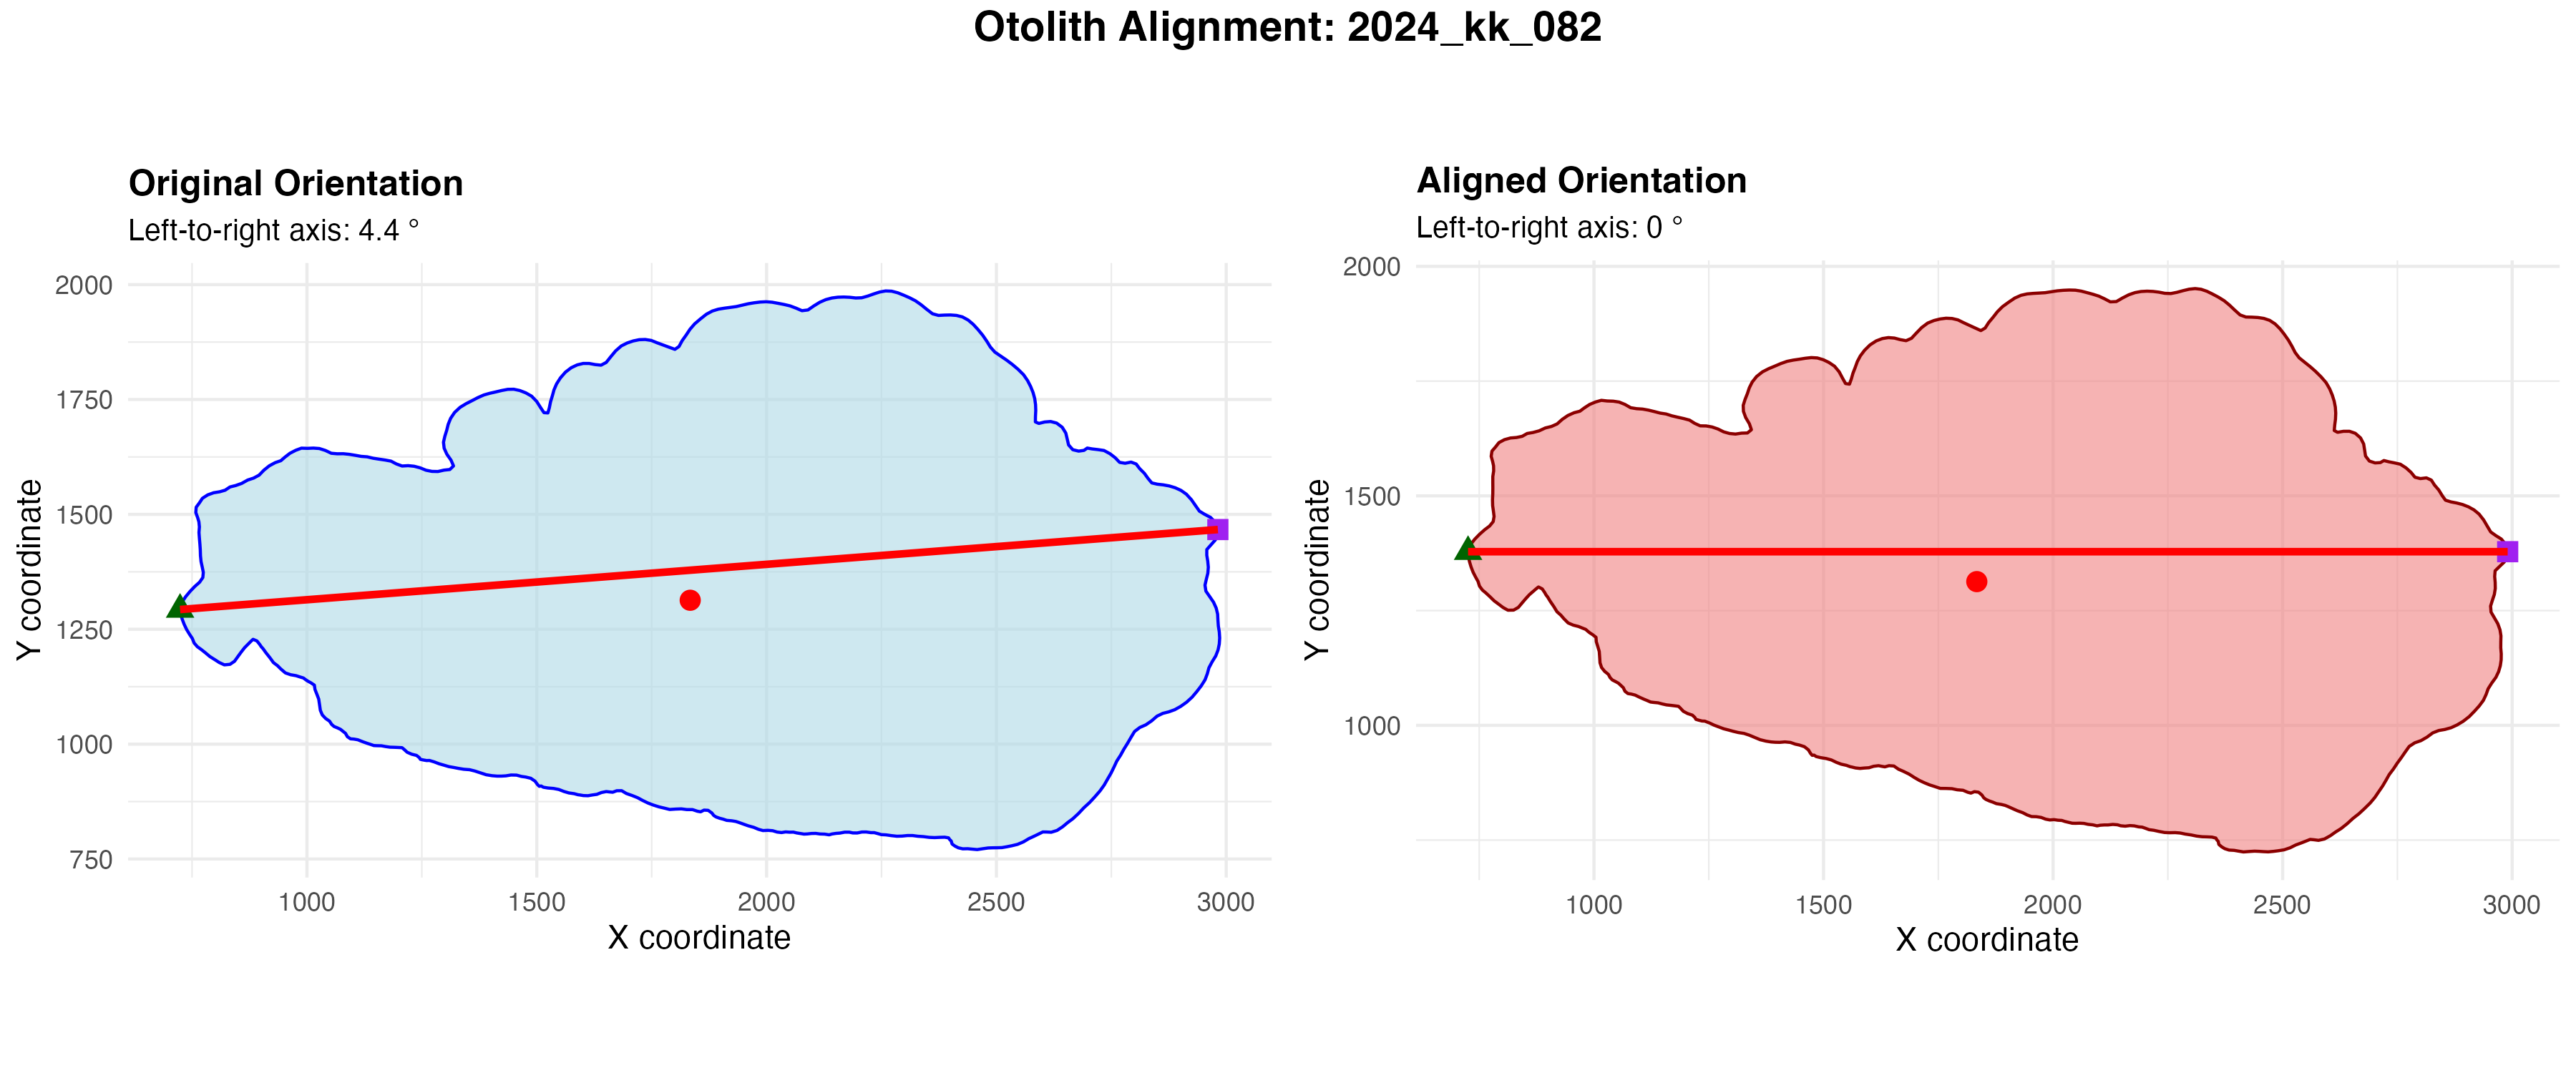 Otolith Alignment: 2024_kk_082
Original Orientation
Left-to-right axis: 4.4 °
2000
1750
1500
1250
1000
750
Y coordinate
1000 1500 2000 2500 3000
X coordinate
Aligned Orientation
Left-to-right axis: 0 °
2000
1500
1000
Y coordinate
1000 1500 2000 2500 3000
X coordinate